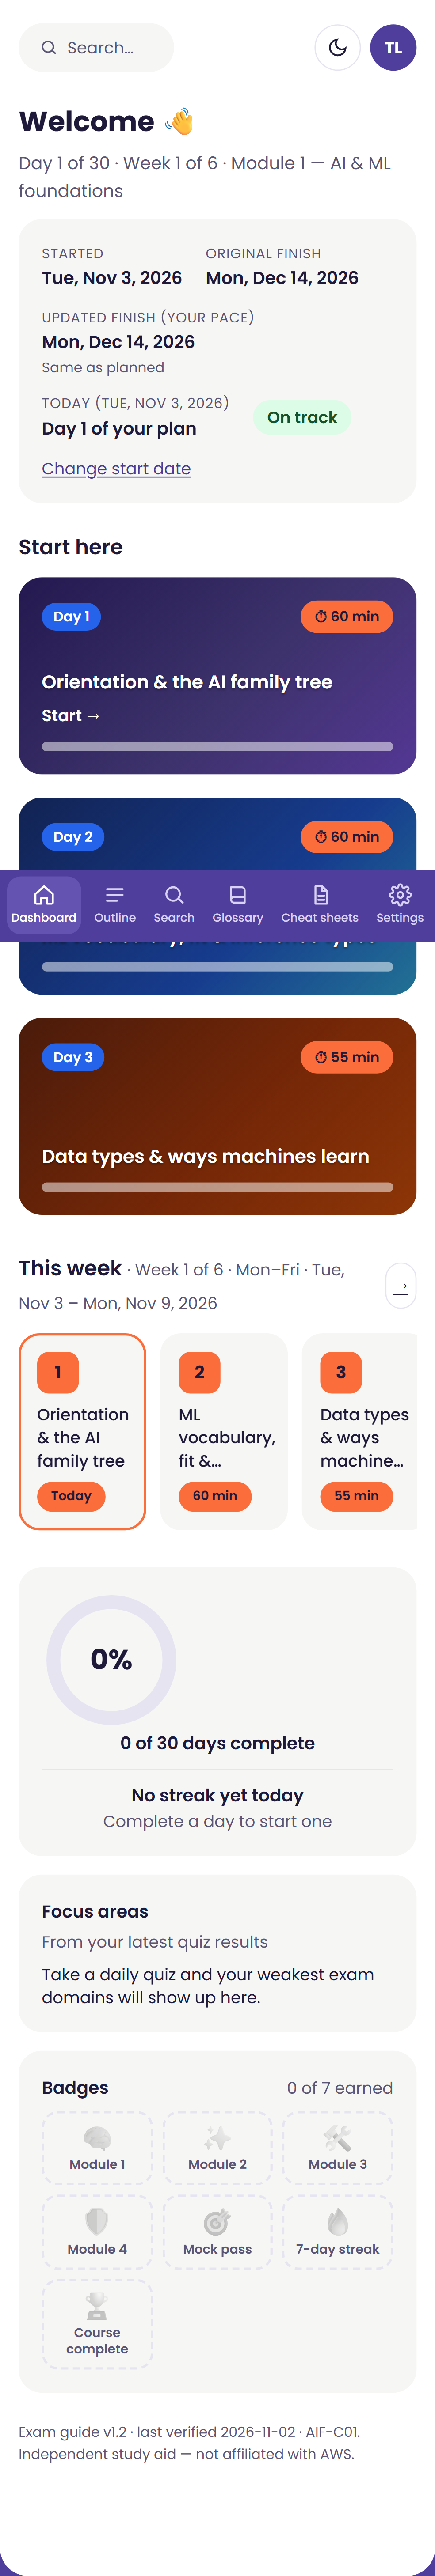 Search...
TL
Welcome 👋
Day 1 of 30 · Week 1 of 6 · Module 1 — AI & ML
foundations
STARTED
Tue, Nov 3, 2026
ORIGINAL FINISH
Mon, Dec 14, 2026
UPDATED FINISH (YOUR PACE)
Mon, Dec 14, 2026
Same as planned
TODAY (TUE, NOV 3, 2026)
Day 1 of your plan
On track
Change start date
Start here
Day 1
⏱ 60 min
Orientation & the AI family tree
Start →
Day 2
⏱ 60 min
Dashboard
Outline
Search
Glossary
Cheat sheets
Settings
Day 3
⏱ 55 min
Data types & ways machines learn
This week · Week 1 of 6 · Mon–Fri · Tue,
Nov 3 – Mon, Nov 9, 2026
→
1
Orientation
& the AI
family tree
Today
2
ML
vocabulary,
fit &...
60 min
3
Data types
& ways
machine...
55 min
0%
0 of 30 days complete
No streak yet today
Complete a day to start one
Focus areas
From your latest quiz results
Take a daily quiz and your weakest exam
domains will show up here.
Badges
0 of 7 earned
Module 1
Module 2
Module 3
Module 4
Mock pass
7-day streak
Course
complete
Exam guide v1.2 · last verified 2026-11-02 · AIF-C01.
Independent study aid — not affiliated with AWS.